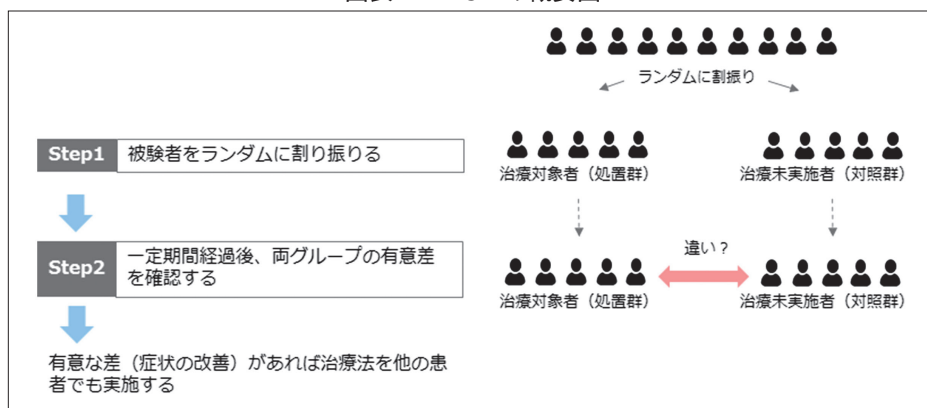 ランダムに割振り
Step1
被験者をランダムに割り振りる
治療対象者（処置群）
治療未実施者（対照群）
Step2
一定期間経過後、両グループの有意差
を確認する
違い？
治療対象者（処置群）
治療未実施者（対照群）
有意な差（症状の改善）があれば治療法を他の患
者でも実施する